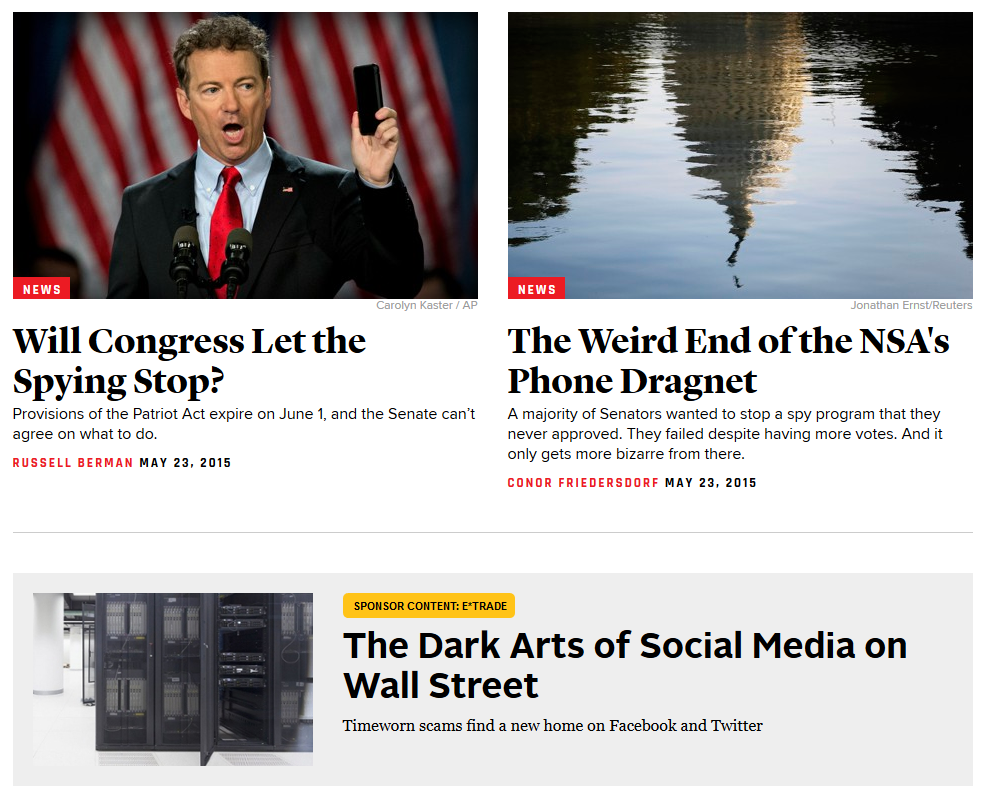 NEWS
Carolyn Kaster / AP
Will Congress Let the
Spying Stop?
Provisions of the Patriot Act expire on June 1, and the Senate can’t
agree on what to do.
RUSSELL BERMAN MAY 23, 2015
NEWS
Jonathan Ernst/Reuters
The Weird End of the NSA's
Phone Dragnet
A majority of Senators wanted to stop a spy program that they
never approved. They failed despite having more votes. And it
only gets more bizarre from there.
CONOR FRIEDERSDORF MAY 23, 2015
SPONSOR CONTENT: E*TRADE
The Dark Arts of Social Media on
Wall Street
Timeworn scams find a new home on Facebook and Twitter